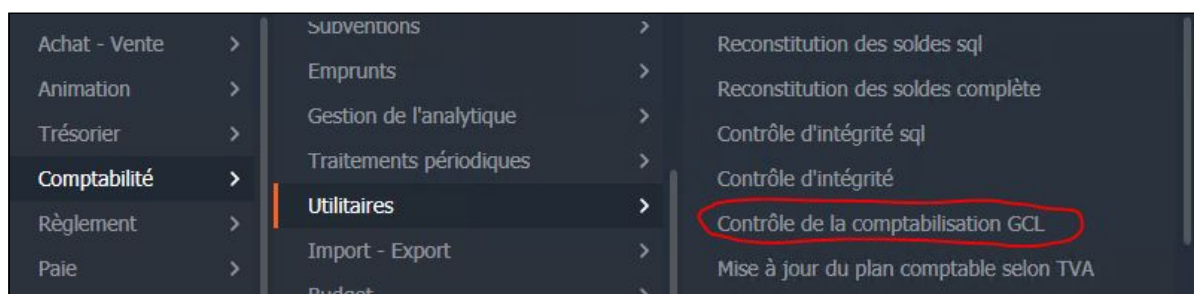 Achat - Vente
Animation
Trésorier
Comptabilité
Règlement
Paie
Subventions
Emprunts
Gestion de l'analytique
Traitements périodiques
Utilitaires
Import - Export
Budget
Reconstitution des soldes sql
Reconstitution des soldes complète
Contrôle d'intégrité sql
Contrôle d'intégrité
Contrôle de la comptabilisation GCL
Mise à jour du plan comptable selon TVA